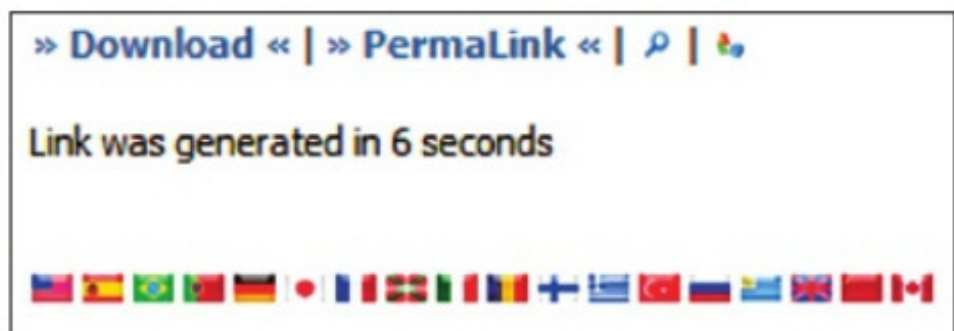 » Download « | » PermaLink « | |
Link was generated in 6 seconds